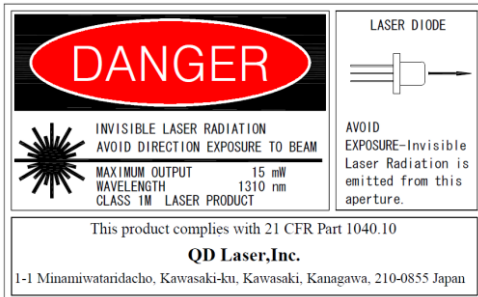 DANGER
INVISIBLE LASER RADIATION
AVOID DIRECTION EXPOSURE TO BEAM
MAXIMUM OUTPUT 15 mW
WAVELENGTH 1310 nm
CLASS 1M LASER PRODUCT
LASER DIODE
AVOID
EXPOSURE-Invisible
Laser Radiation is
emitted from this
aperture.
This product complies with 21 CFR Part 1040.10
QD Laser,Inc.
1-1 Minamiwataridacho, Kawasaki-ku, Kawasaki, Kanagawa, 210-0855 Japan